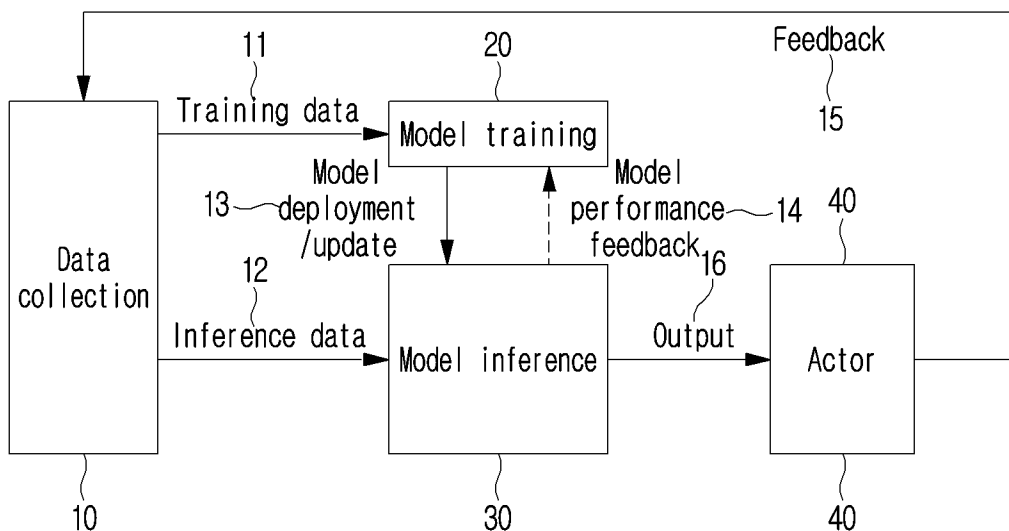 11
20
Feedback
15
Training data
Model training
13
Model
deployment
/update
Model
performance
feedback
14
40
Data
collection
12
16
Inference data
Model inference
Output
Actor
10
30
40